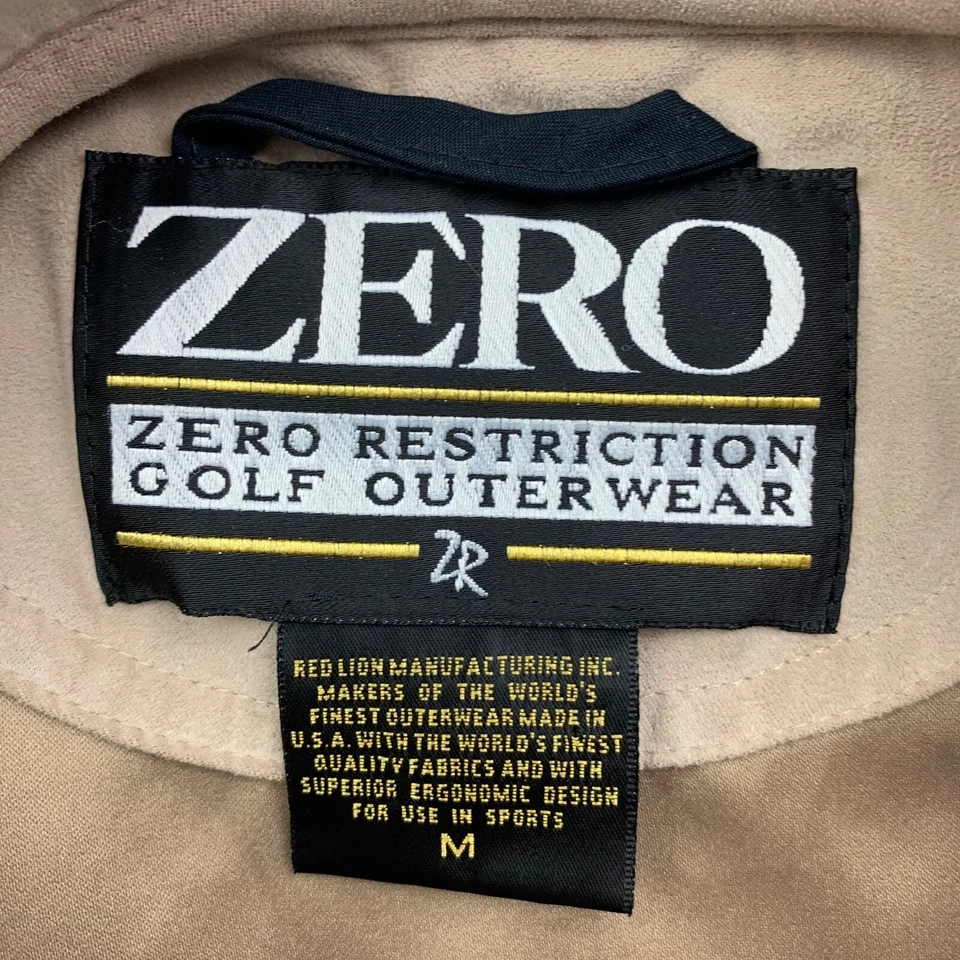 ZERO
ZERO RESTRICTION
GOLF OUTERWEAR
ZR
RED LION MANUFACTURING INC.
MAKERS OF THE WORLD'S
FINEST OUTERWEAR MADE IN
U.S.A. WITH THE WORLD'S FINEST
QUALITY FABRICS AND WITH
SUPERIOR ERGONOMIC DESIGN
FOR USE IN SPORTS
M